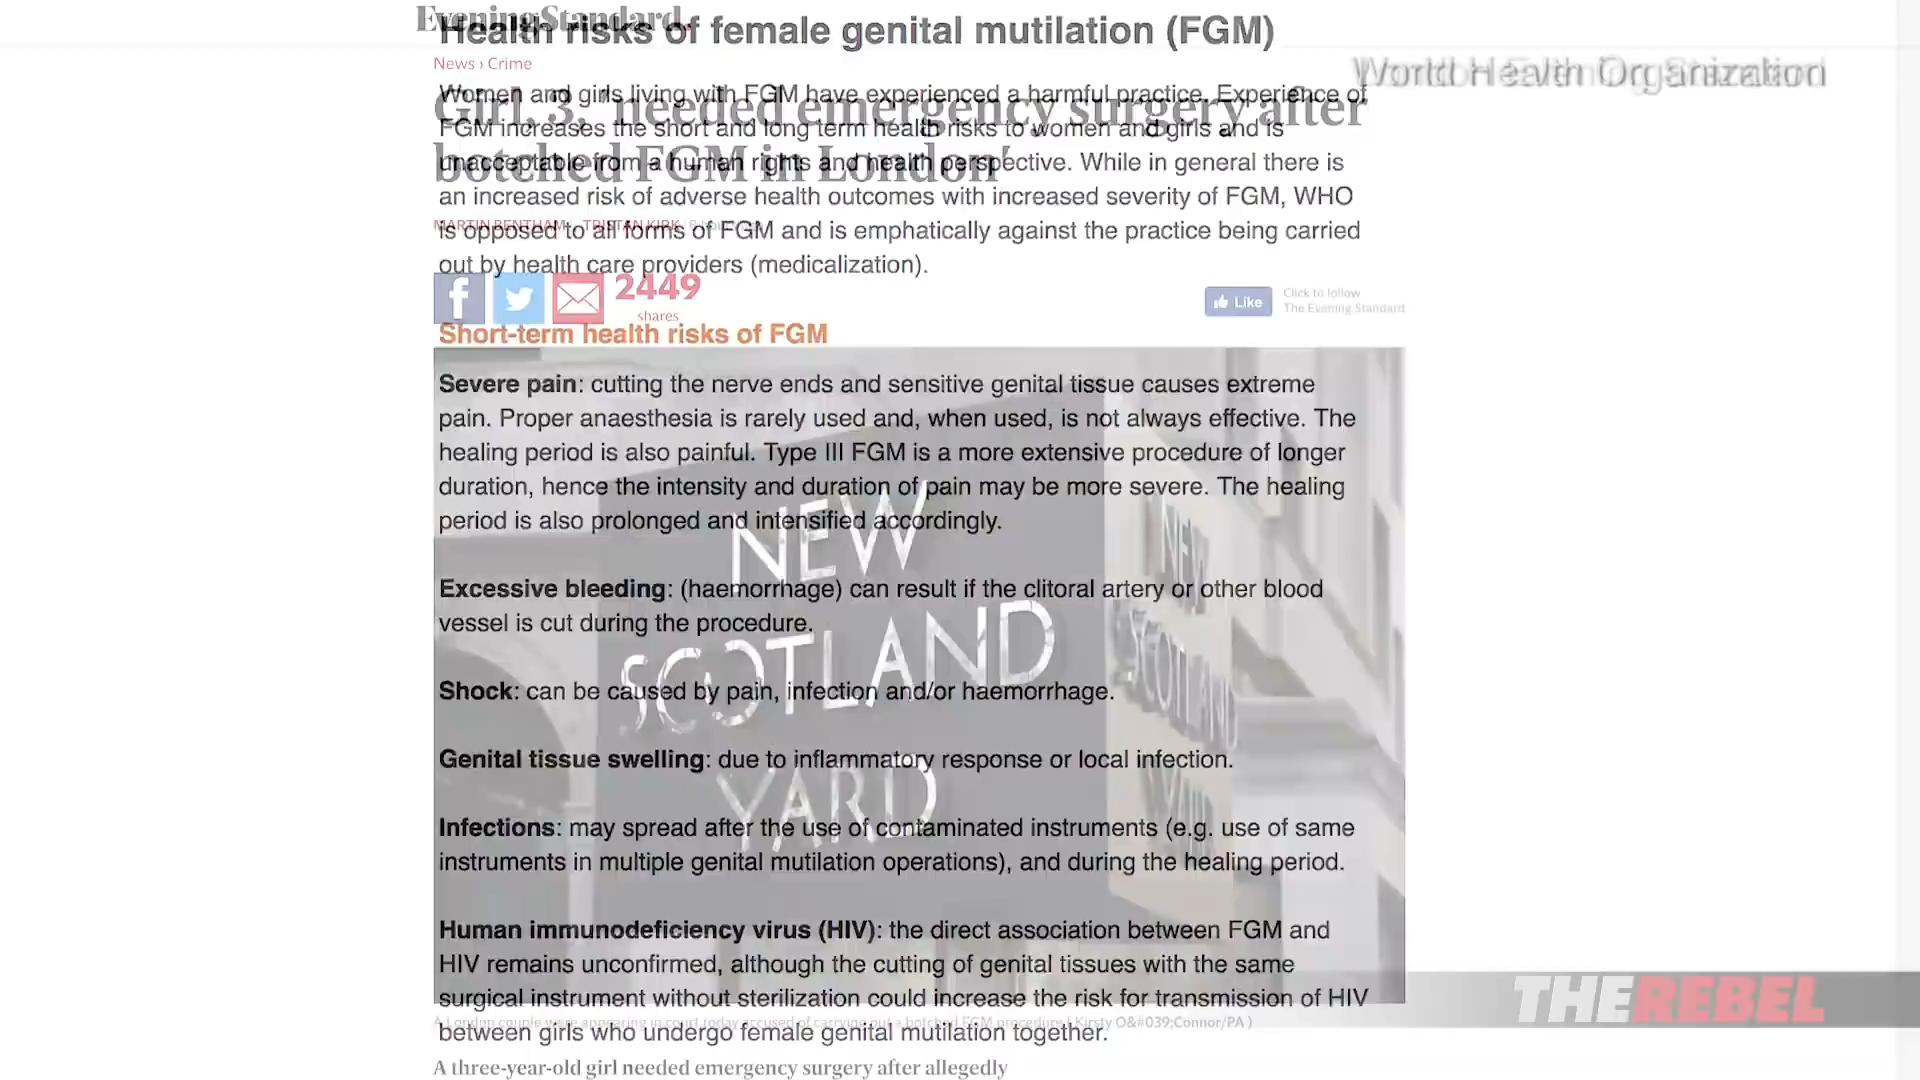 Evening Standard.
Health risks of female genital mutilation (FGM)
News › Crime
World Health Organization
Women and girls living with FGM have experienced a harmful practice. Experience of
Girl, 3, 'needed emergency surgery after
FGM increases the short and long term health risks to women and girls and is
botched FGM in London'
unacceptable from a human rights and health perspective. While in general there is
an increased risk of adverse health outcomes with increased severity of FGM, WHO
MARTIN BENTHAM, TRISTAN KIRK
is opposed to all forms of FGM and is emphatically against the practice being carried
out by health care providers (medicalization).
2449
shares
Like
Click to follow
The Evening Standard
Short-term health risks of FGM
Severe pain: cutting the nerve ends and sensitive genital tissue causes extreme
pain. Proper anaesthesia is rarely used and, when used, is not always effective. The
healing period is also painful. Type III FGM is a more extensive procedure of longer
duration, hence the intensity and duration of pain may be more severe. The healing
period is also prolonged and intensified accordingly.
NEW
SCOTLAND
YARD
NEW
SCOTLAND
YARD
Excessive bleeding: (haemorrhage) can result if the clitoral artery or other blood
vessel is cut during the procedure.
Shock: can be caused by pain, infection and/or haemorrhage.
Genital tissue swelling: due to inflammatory response or local infection.
Infections: may spread after the use of contaminated instruments (e.g. use of same
instruments in multiple genital mutilation operations), and during the healing period.
Human immunodeficiency virus (HIV): the direct association between FGM and
HIV remains unconfirmed, although the cutting of genital tissues with the same
surgical instrument without sterilization could increase the risk for transmission of HIV
THE REBEL
A London couple were appearing in court today accused of carrying out a botched FGM procedure ( Kirsty O&#039;Connor/PA )
between girls who undergo female genital mutilation together.
A three-year-old girl needed emergency surgery after allegedly